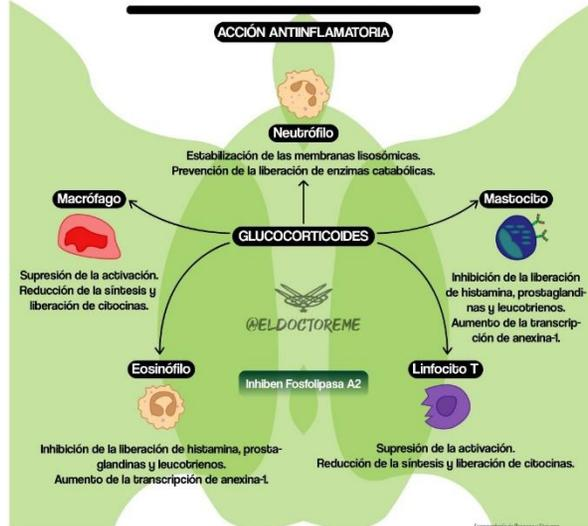 ACCIÓN ANTIINFLAMATORIA
Neutrófilo
Estabilización de las membranas lisosómicas.
Prevención de la liberación de enzimas catabólicas.
Macrófago
Supresión de la activación.
Reducción de la síntesis y
liberación de citocinas.
GLUCOCORTICOIDES
Mastocito
Inhibición de la liberación
de histamina, prostaglandi-
nas y leucotrienos.
Aumento de la transcrip-
ción de anexina-1.
@ELDOCTOREME
Eosinófilo
Inhibición de la liberación de histamina, prosta-
glandinas y leucotrienos.
Aumento de la transcripción de anexina-1.
Inhiben Fosfolipasa A2
Linfocito T
Supresión de la activación.
Reducción de la síntesis y liberación de citocinas.